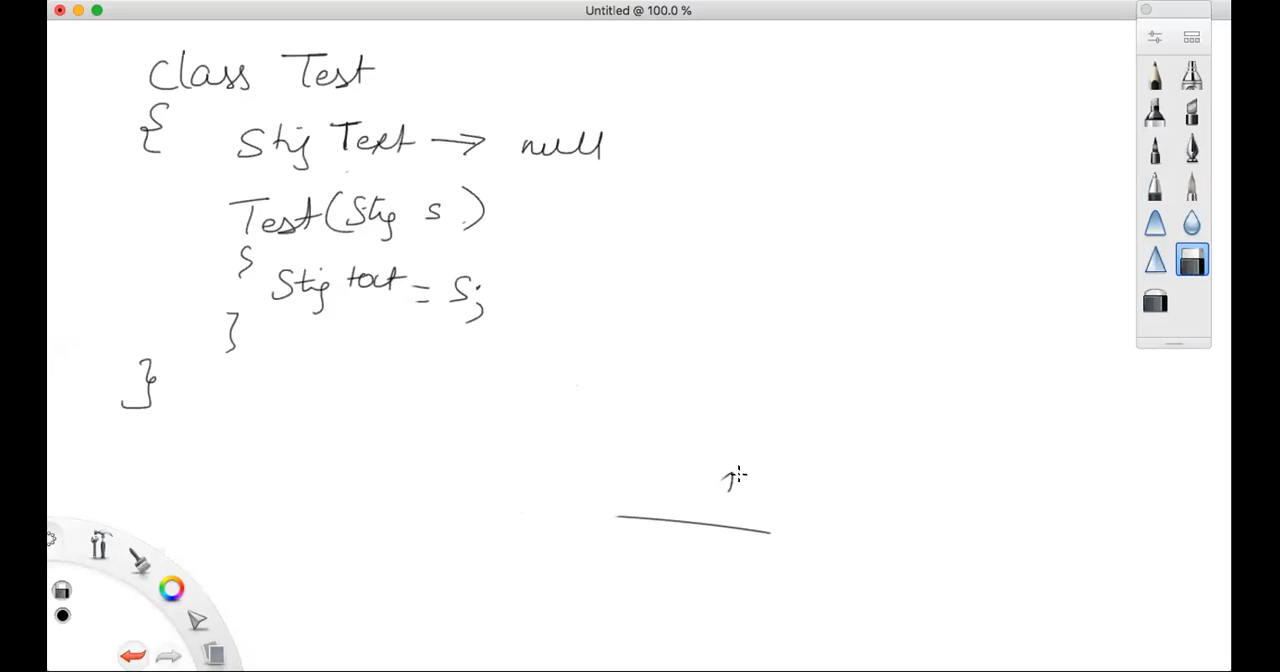 Untitled @ 100.0 %
class Test
{ Stig Text → null
Test(Stig s)
{
Stig text = s;
}
}